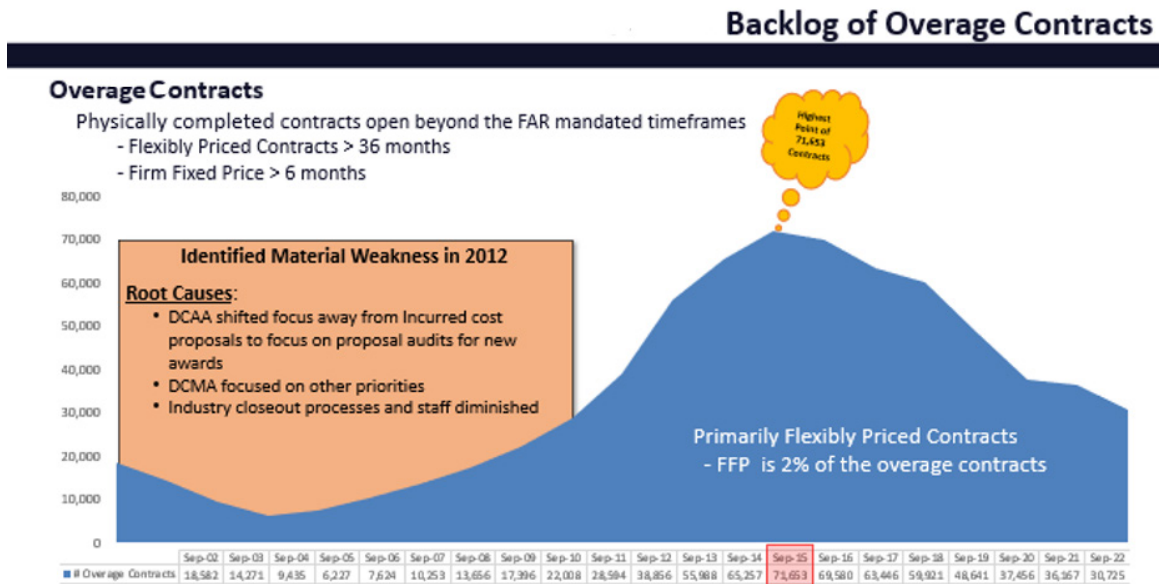 Backlog of Overage Contracts
Overage Contracts
Physically completed contracts open beyond the FAR mandated timeframes
- Flexibly Priced Contracts > 36 months
- Firm Fixed Price > 6 months
Highest
Point of
71,653
Contracts
80,000
70,000
60,000
50,000
40,000
30,000
20,000
10,000
0
Identified Material Weakness in 2012
Root Causes:
• DCAA shifted focus away from Incurred cost
proposals to focus on proposal audits for new
awards
• DCMA focused on other priorities
• Industry closeout processes and staff diminished
Primarily Flexibly Priced Contracts
- FFP is 2% of the overage contracts
Sep-02 Sep-03 Sep-04 Sep-05 Sep-06 Sep-07 Sep-08 Sep-09 Sep-10 Sep-11 Sep-12 Sep-13 Sep-14 Sep-15 Sep-16 Sep-17 Sep-18 Sep-19 Sep-20 Sep-21 Sep-22
# Overage Contracts 18,582 14,271 9,435 6,227 7,624 10,253 13,656 17,396 22,008 28,594 38,856 55,988 65,257 71,653 69,580 63,446 59,921 48,641 37,456 36,167 30,725